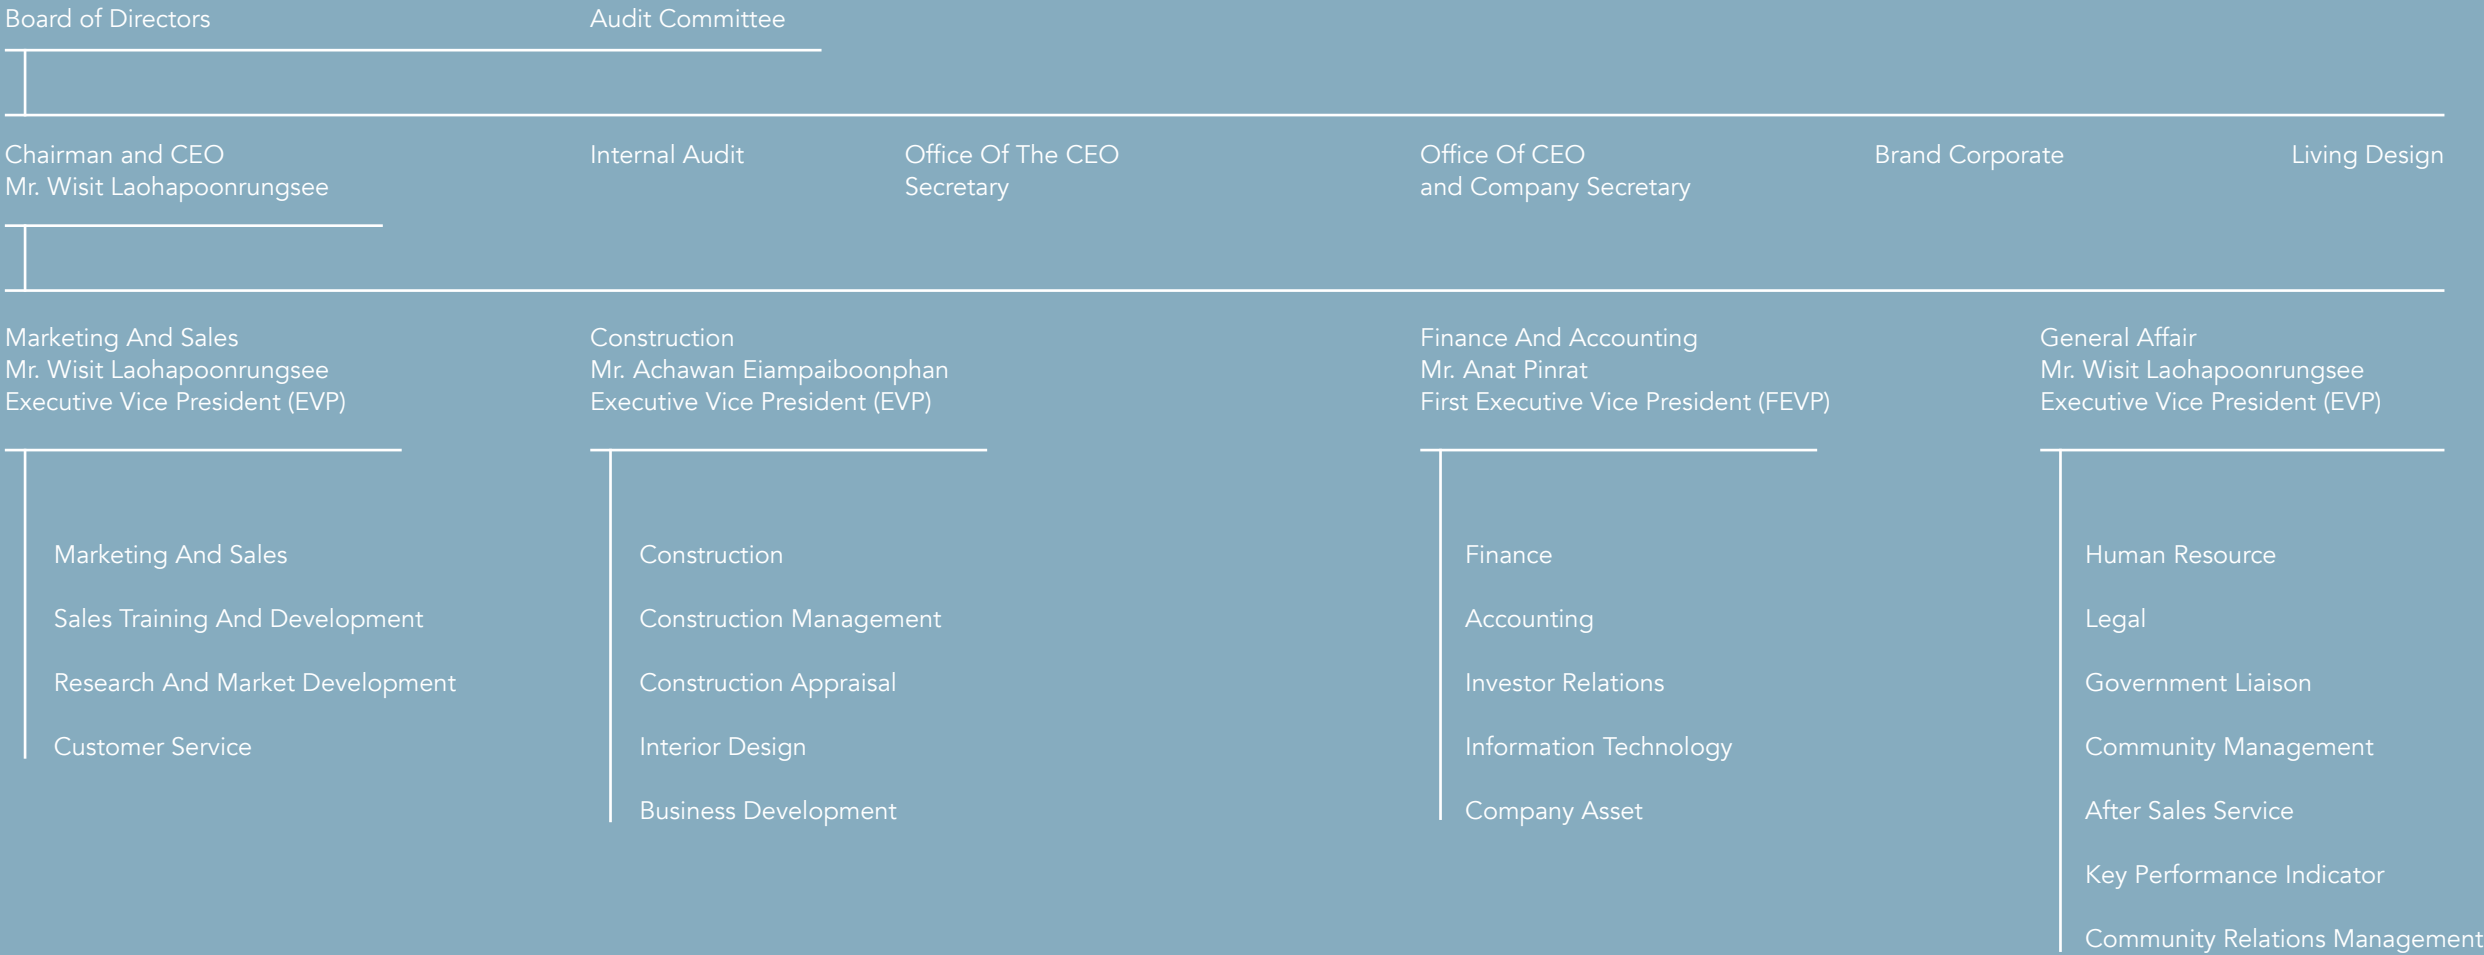 Board of Directors
Audit Committee
Chairman and CEO
Mr. Wisit Laohapoonrungsee
Internal Audit
Office Of The CEO
Secretary
Office Of CEO
and Company Secretary
Brand Corporate
Living Design
Marketing And Sales
Mr. Wisit Laohapoonrungsee
Executive Vice President (EVP)
Construction
Mr. Achawan Eiampaiboonphan
Executive Vice President (EVP)
Finance And Accounting
Mr. Anat Pinrat
First Executive Vice President (FEVP)
General Affair
Mr. Wisit Laohapoonrungsee
Executive Vice President (EVP)
Marketing And Sales
Sales Training And Development
Research And Market Development
Customer Service
Construction
Construction Management
Construction Appraisal
Interior Design
Business Development
Finance
Accounting
Investor Relations
Information Technology
Company Asset
Human Resource
Legal
Government Liaison
Community Management
After Sales Service
Key Performance Indicator
Community Relations Management